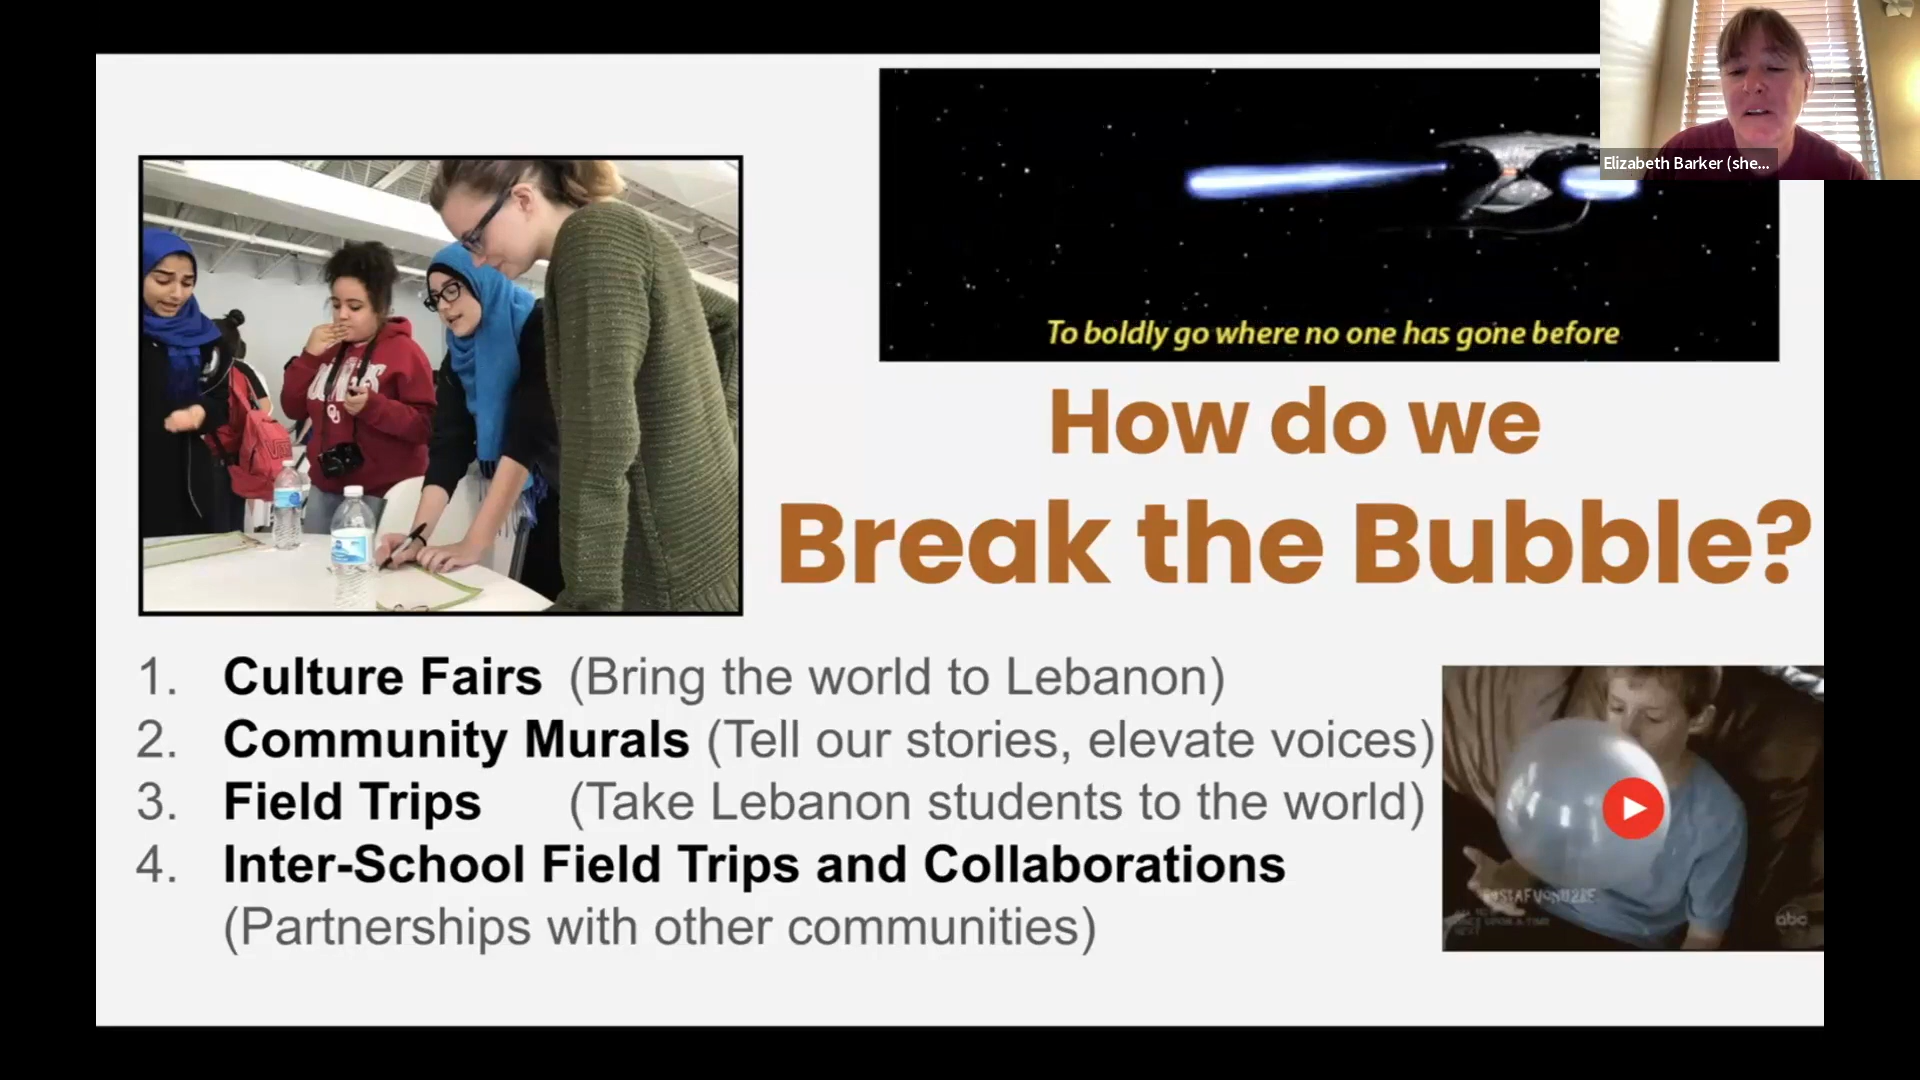 Elizabeth Barker (she...
To boldly go where no one has gone before
How do we
Break the Bubble?
1. Culture Fairs (Bring the world to Lebanon)
2. Community Murals (Tell our stories, elevate voices)
3. Field Trips (Take Lebanon students to the world)
4. Inter-School Field Trips and Collaborations
(Partnerships with other communities)
OU
abc